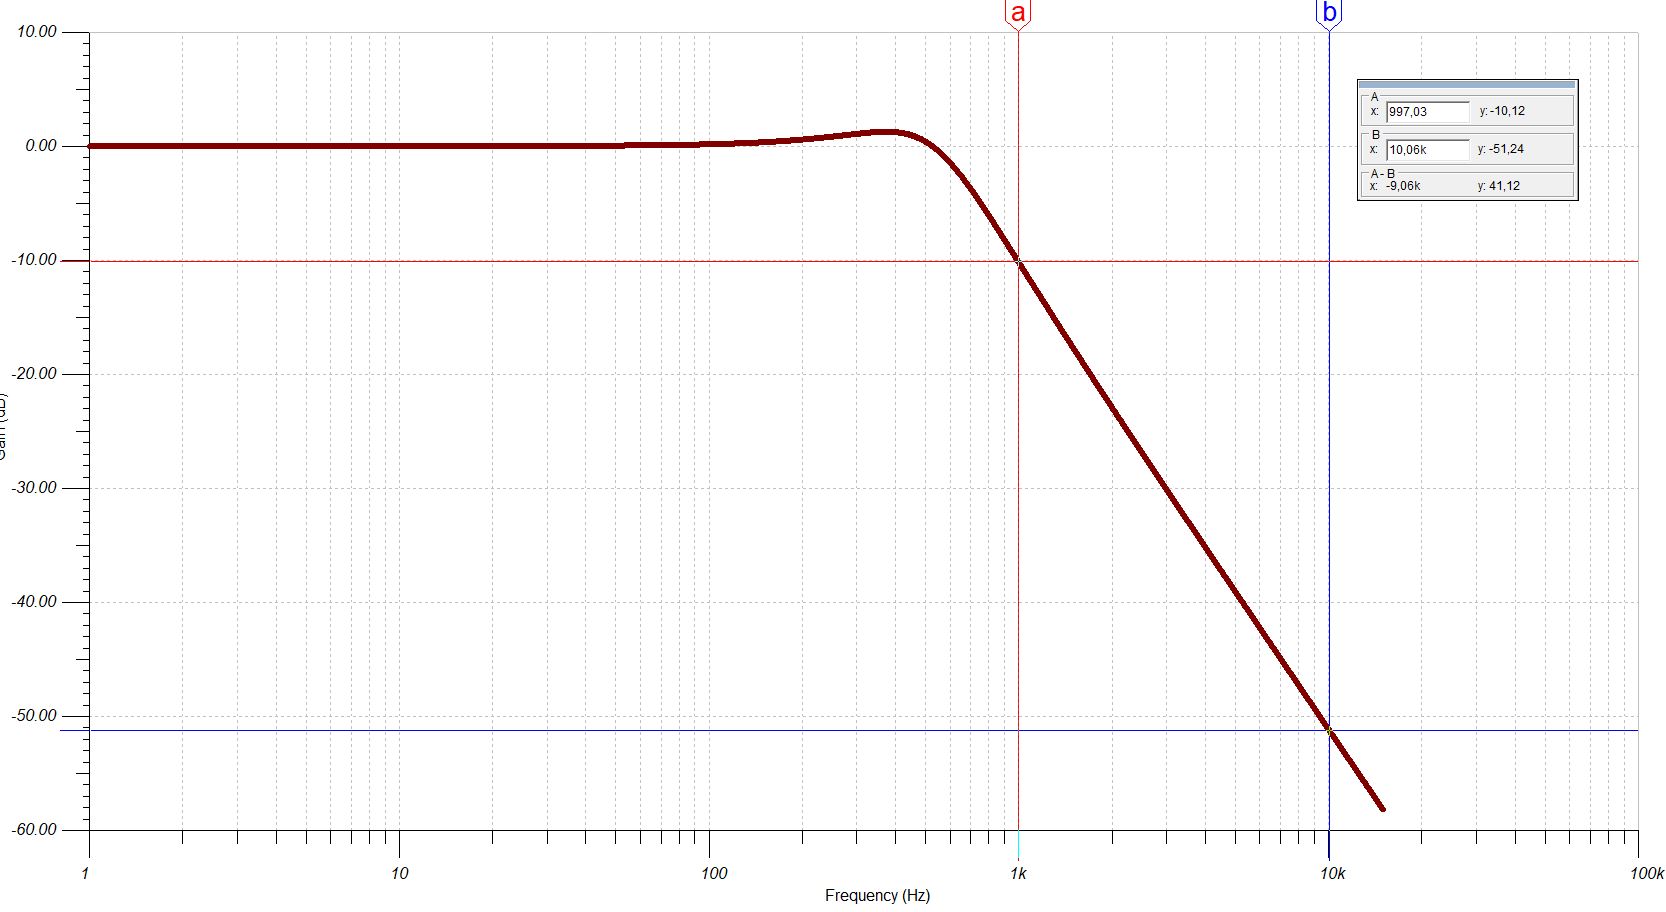 a
b
10.00
0.00
-10.00
-20.00
-30.00
-40.00
-50.00
-60.00
A
x: 997,03 y: -10,12
B
x: 10,06k y: -51,24
A - B
x: -9,06k y: 41,12
1 10 100 1k 10k 100k
Frequency (Hz)